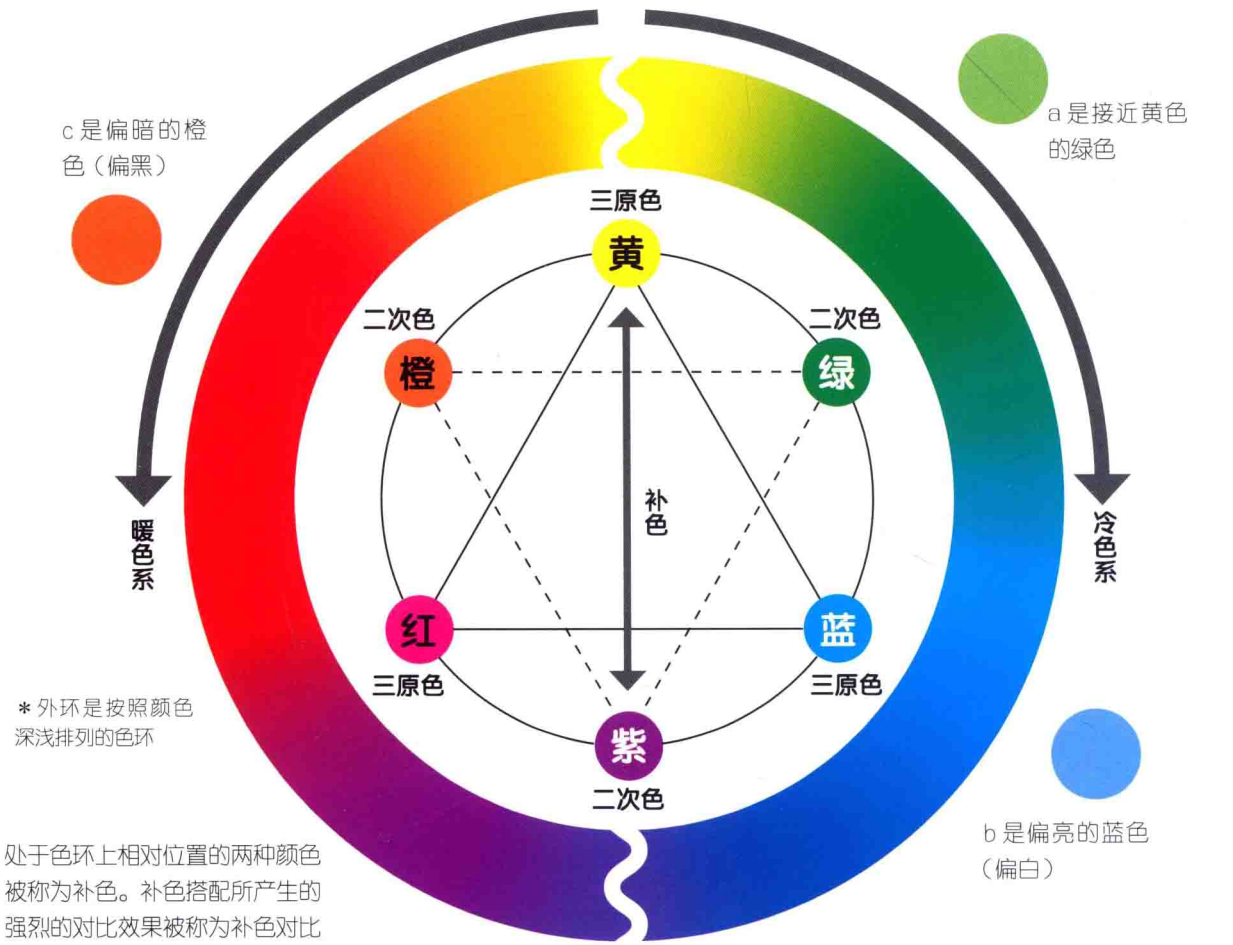 c是偏暗的橙
色（偏黑）
a是接近黄色
的绿色
三原色
黄
二次色
橙
二次色
绿
补色
暖色系
冷色系
红
三原色
蓝
三原色
紫
二次色
＊外环是按照颜色
深浅排列的色环
b是偏亮的蓝色
（偏白）
处于色环上相对位置的两种颜色
被称为补色。补色搭配所产生的
强烈的对比效果被称为补色对比